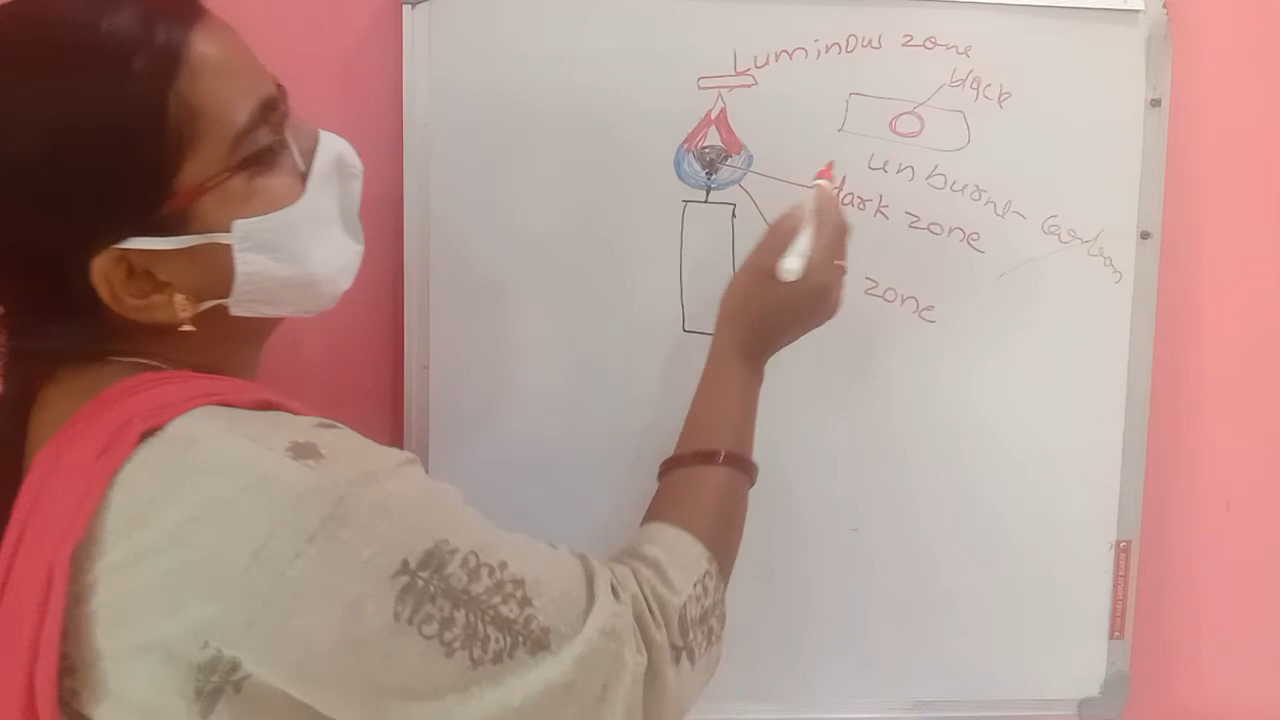 Luminous zone
black
unburnt carbon
dark zone
zone